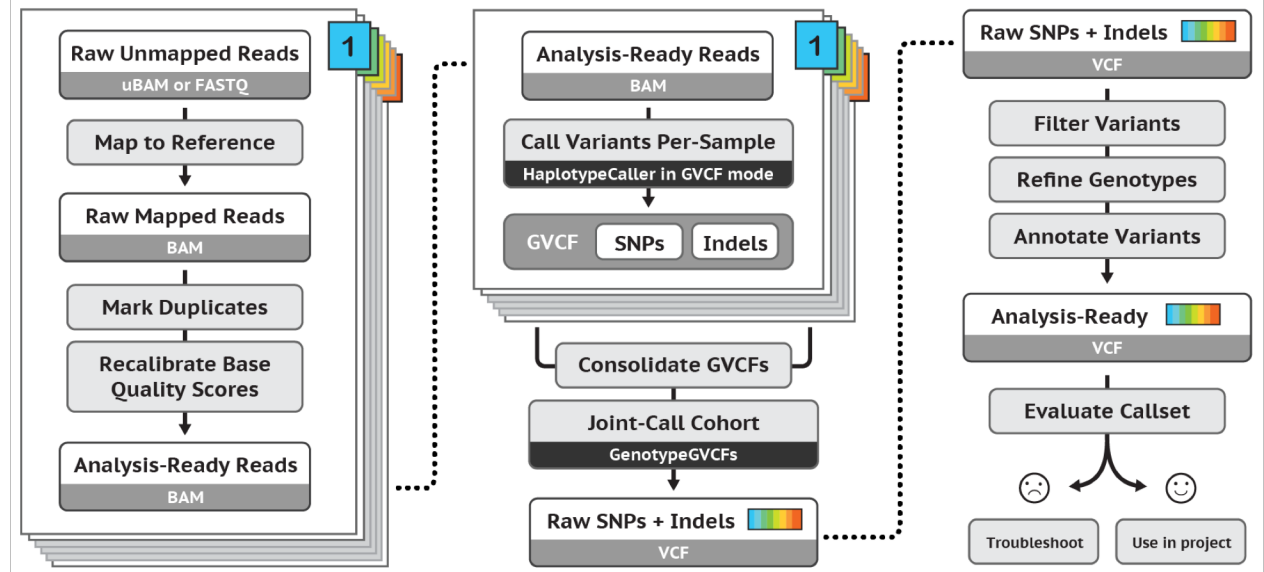 1
Raw Unmapped Reads
uBAM or FASTQ
Map to Reference
Raw Mapped Reads
BAM
Mark Duplicates
Recalibrate Base
Quality Scores
Analysis-Ready Reads
BAM
1
Analysis-Ready Reads
BAM
Call Variants Per-Sample
HaplotypeCaller in GVCF mode
GVCF SNPs Indels
Consolidate GVCFs
Joint-Call Cohort
GenotypeGVCFs
Raw SNPs + Indels
VCF
Raw SNPs + Indels
VCF
Filter Variants
Refine Genotypes
Annotate Variants
Analysis-Ready
VCF
Evaluate Callset
Troubleshoot
Use in project